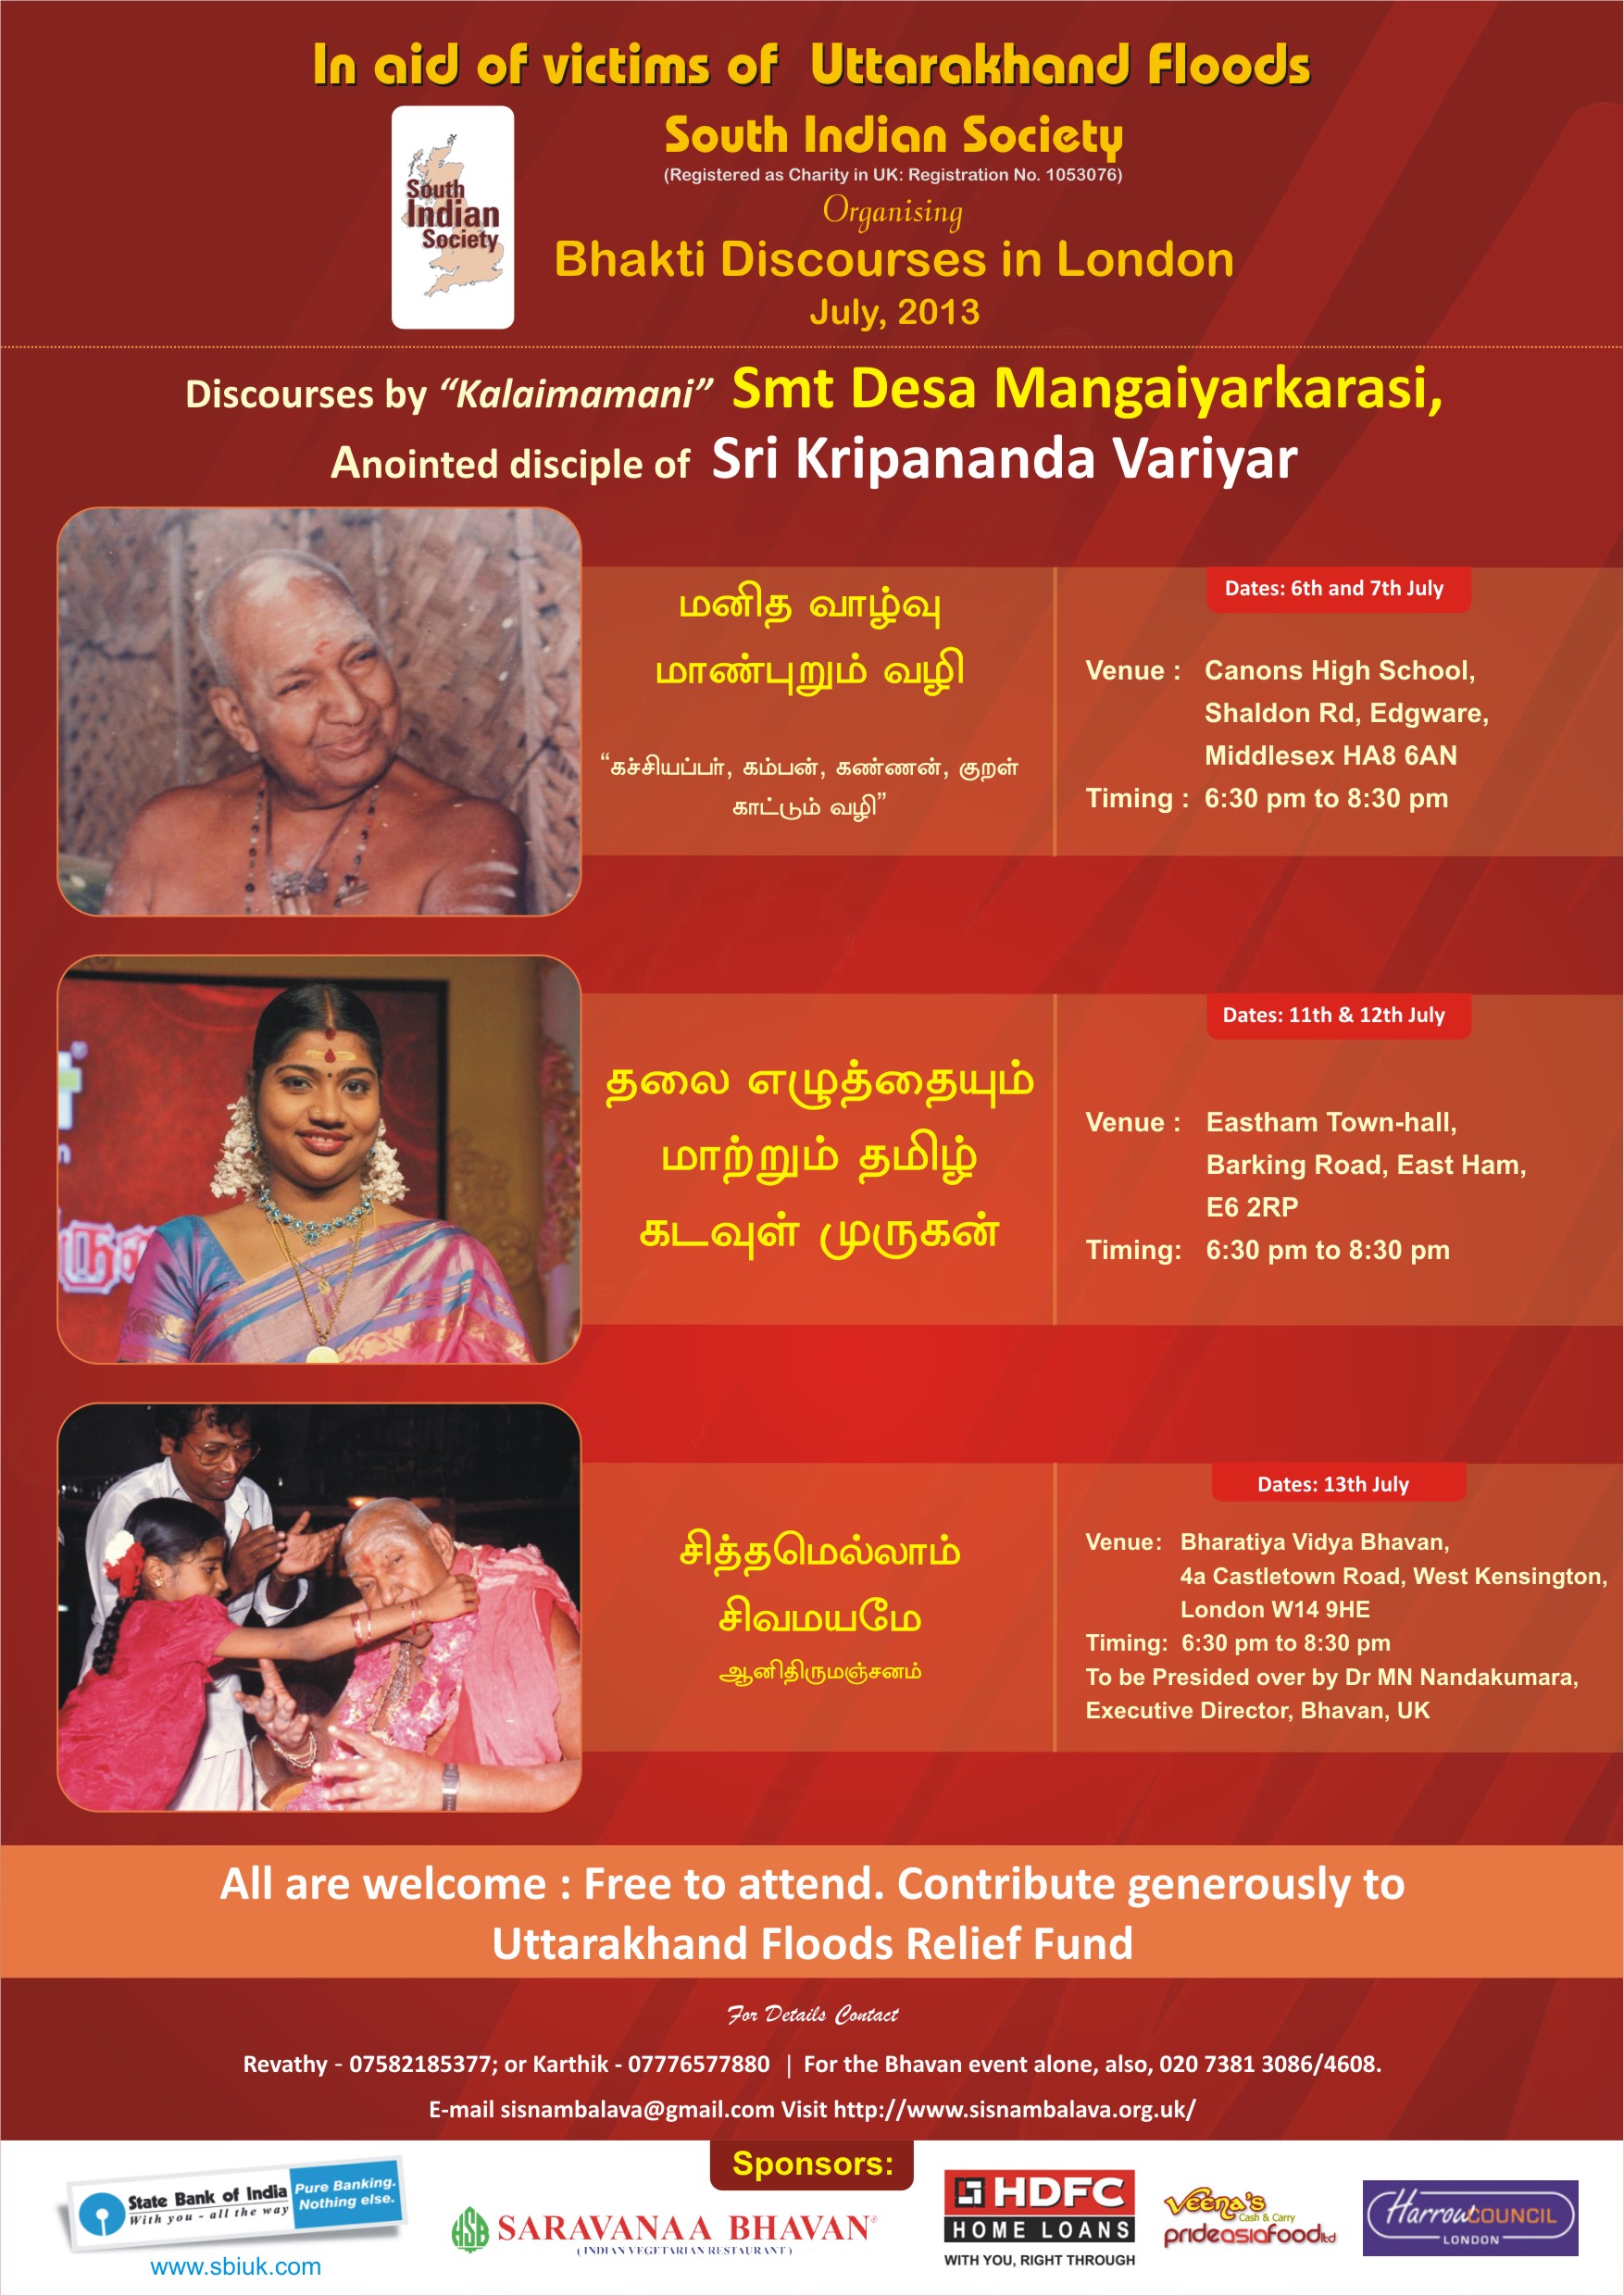 In aid of victims of Uttarakhand Floods
South Indian Society
(Registered as Charity in UK: Registration No. 1053076)
Organising
Bhakti Discourses in London
July, 2013
South
Indian
Society
Discourses by “Kalaimamani” Smt Desa Mangaiyarkarasi,
Anointed disciple of Sri Kripananda Variyar
மனித வாழ்வு
மாண்புறும் வழி
“கச்சியப்பர், கம்பன், கண்ணன், குறள்
காட்டும் வழி”
Dates: 6th and 7th July
Venue : Canons High School,
Shaldon Rd, Edgware,
Middlesex HA8 6AN
Timing : 6:30 pm to 8:30 pm
தலை எழுத்தையும்
மாற்றும் தமிழ்
கடவுள் முருகன்
Dates: 11th & 12th July
Venue : Eastham Town-hall,
Barking Road, East Ham,
E6 2RP
Timing: 6:30 pm to 8:30 pm
சித்தமெல்லாம்
சிவமயமே
ஆனிதிருமஞ்சனம்
Dates: 13th July
Venue: Bharatiya Vidya Bhavan,
4a Castletown Road, West Kensington,
London W14 9HE
Timing: 6:30 pm to 8:30 pm
To be Presided over by Dr MN Nandakumara,
Executive Director, Bhavan, UK
All are welcome : Free to attend. Contribute generously to
Uttarakhand Floods Relief Fund
For Details Contact
Revathy - 07582185377; or Karthik - 07776577880 | For the Bhavan event alone, also, 020 7381 3086/4608.
E-mail sisnambalava@gmail.com Visit http://www.sisnambalava.org.uk/
Sponsors:
State Bank of India
With you - all the way
Pure Banking.
Nothing else.
www.sbiuk.com
HSB SARAVANAA BHAVAN
( INDIAN VEGETARIAN RESTAURANT )
HDFC
HOME LOANS
WITH YOU, RIGHT THROUGH
Veena's
Cash & Carry
prideasiafood ltd
Harrow COUNCIL
LONDON